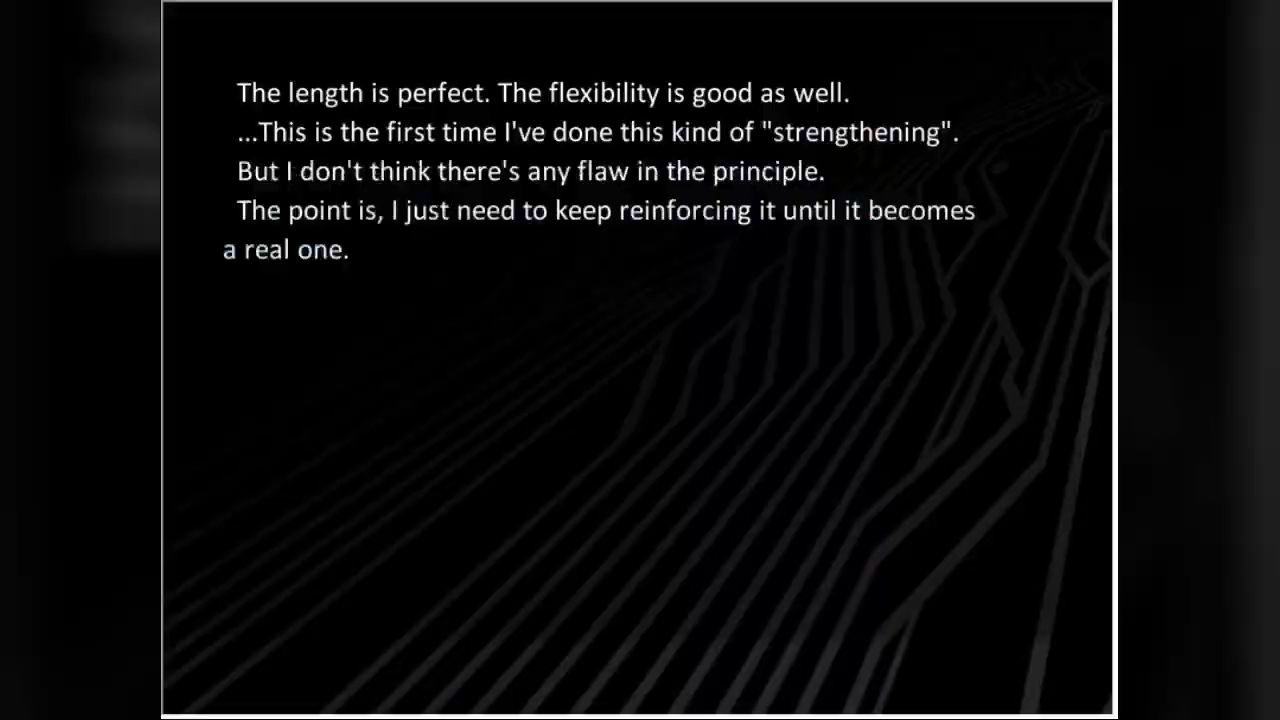 The length is perfect. The flexibility is good as well.
...This is the first time I've done this kind of "strengthening".
But I don't think there's any flaw in the principle.
The point is, I just need to keep reinforcing it until it becomes
a real one.